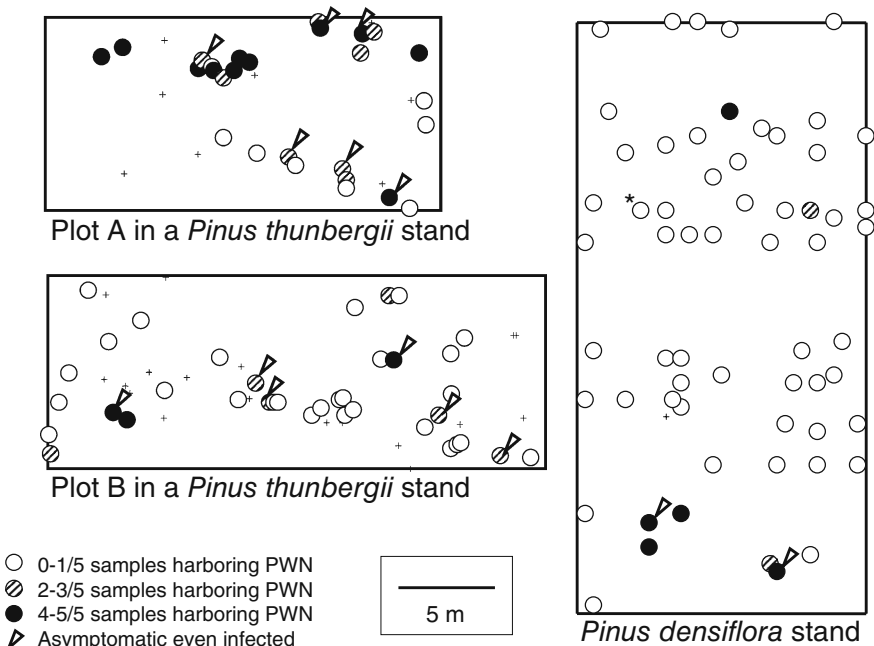 Plot A in a Pinus thunbergii stand
Plot B in a Pinus thunbergii stand
0-1/5 samples harboring PWN
2-3/5 samples harboring PWN
4-5/5 samples harboring PWN
Asymptomatic even infected
5 m
*
Pinus densiflora stand